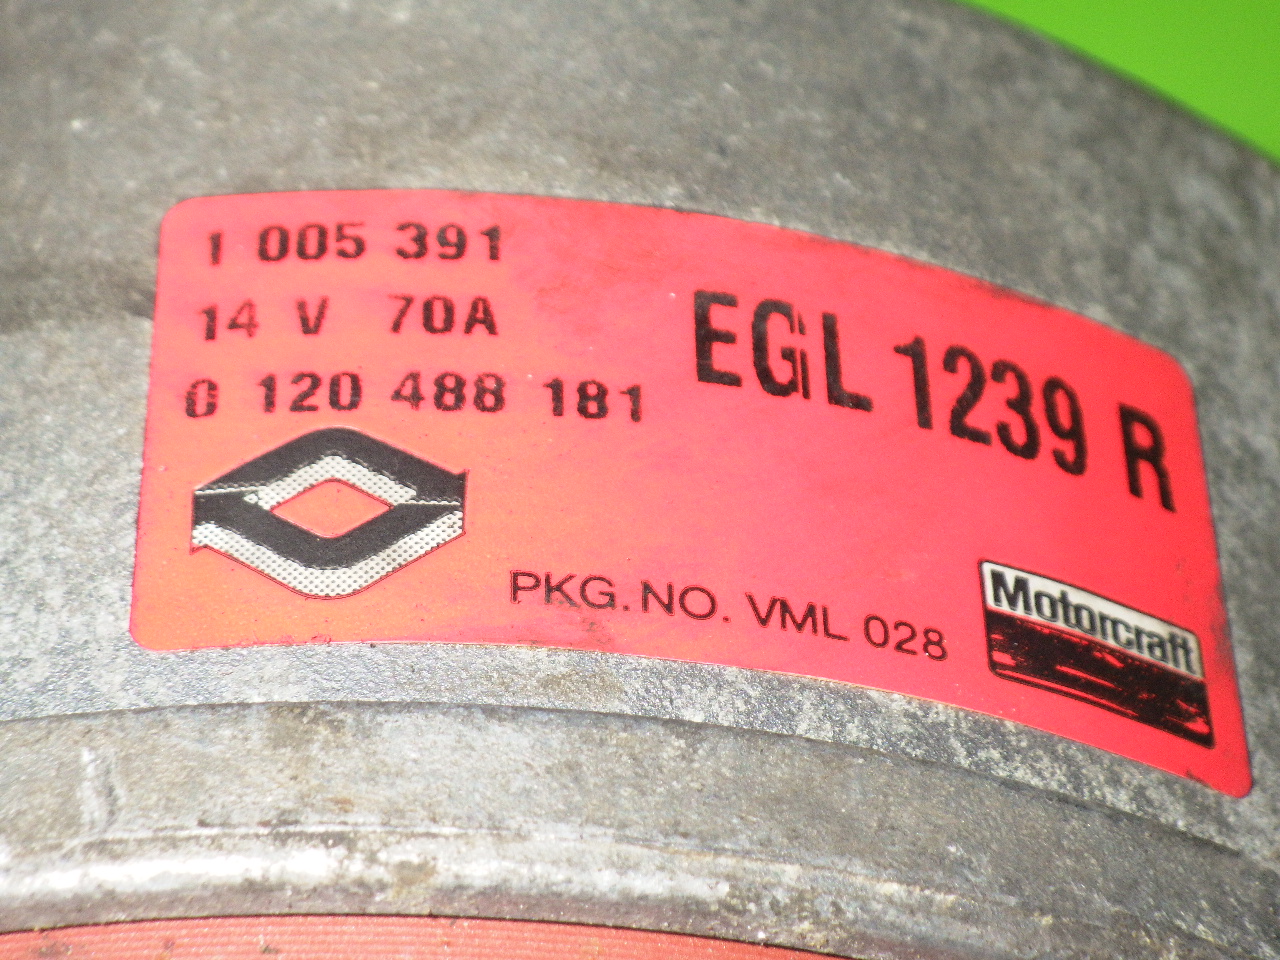 1 005 391
14 V 70A
0 120 488 181
EGL 1239 R
PKG. NO. VML 028
Motorcraft